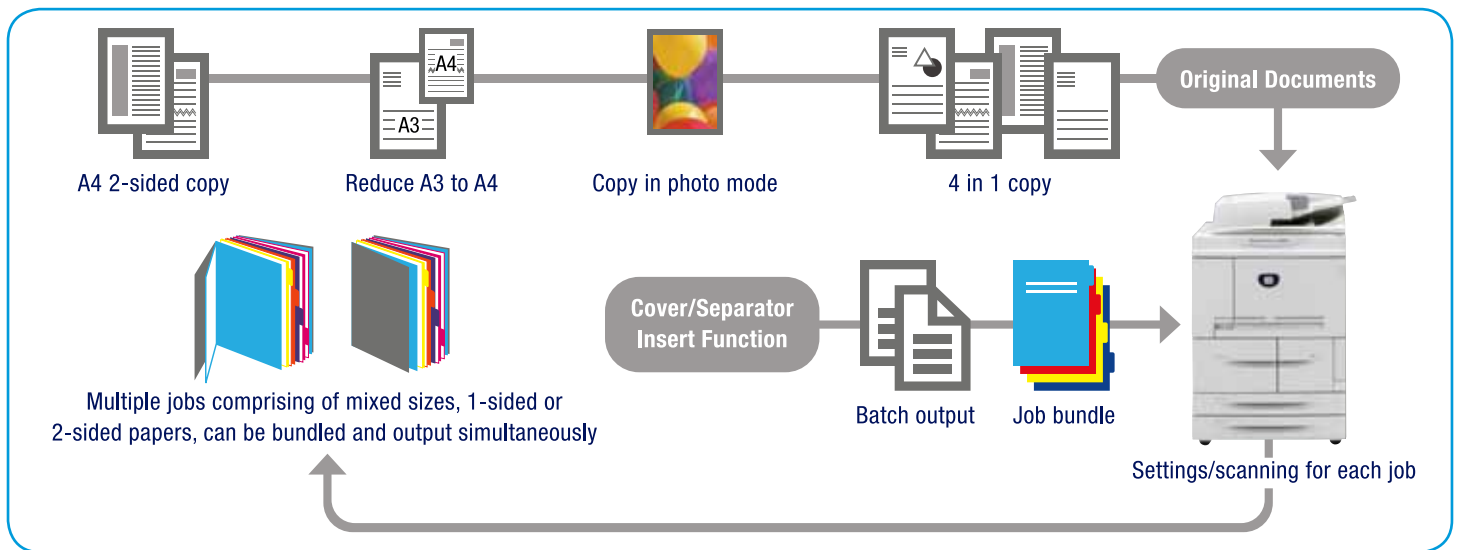 A4
A3
Original Documents
A4 2-sided copy
Reduce A3 to A4
Copy in photo mode
4 in 1 copy
Cover/Separator
Insert Function
Batch output
Job bundle
Multiple jobs comprising of mixed sizes, 1-sided or
2-sided papers, can be bundled and output simultaneously
Settings/scanning for each job